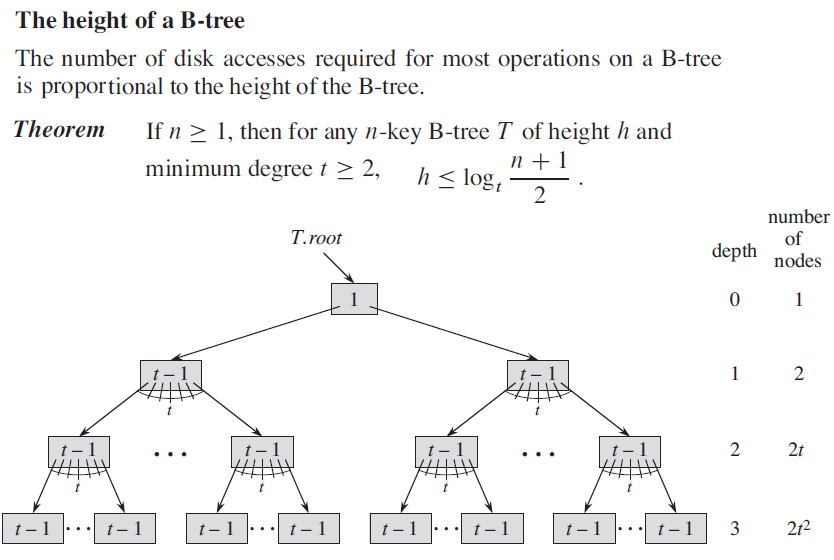 The height of a B-tree
The number of disk accesses required for most operations on a B-tree
is proportional to the height of the B-tree.
Theorem If n ≥ 1, then for any n-key B-tree T of height h and
minimum degree t ≥ 2, h ≤ logₜ (n + 1)/2 .
number
of
nodes
depth
T.root
1 0 1
t – 1 t – 1 1 2
t t
t – 1 ... t – 1 t – 1 ... t – 1 2 2t
t t t t
t – 1 ... t – 1 t – 1 ... t – 1 t – 1 ... t – 1 t – 1 ... t – 1 3 2t²